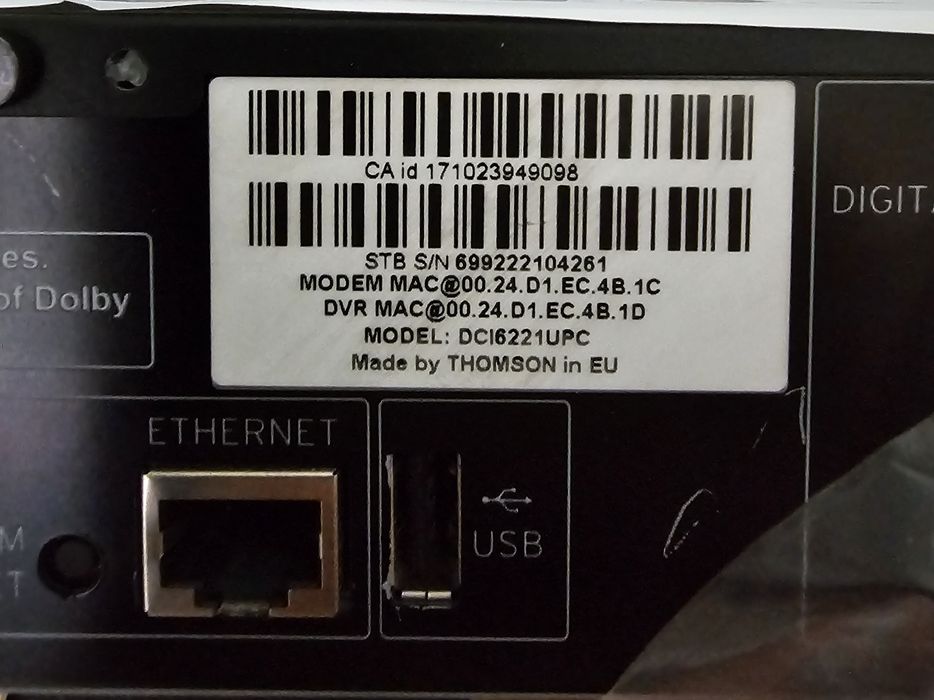 CA id 171023949098
STB S/N 699222104261
MODEM MAC@00.24.D1.EC.4B.1C
DVR MAC@00.24.D1.EC.4B.1D
MODEL: DCI6221UPC
Made by THOMSON in EU
DIGITA
es.
of Dolby
ETHERNET
USB
M
T